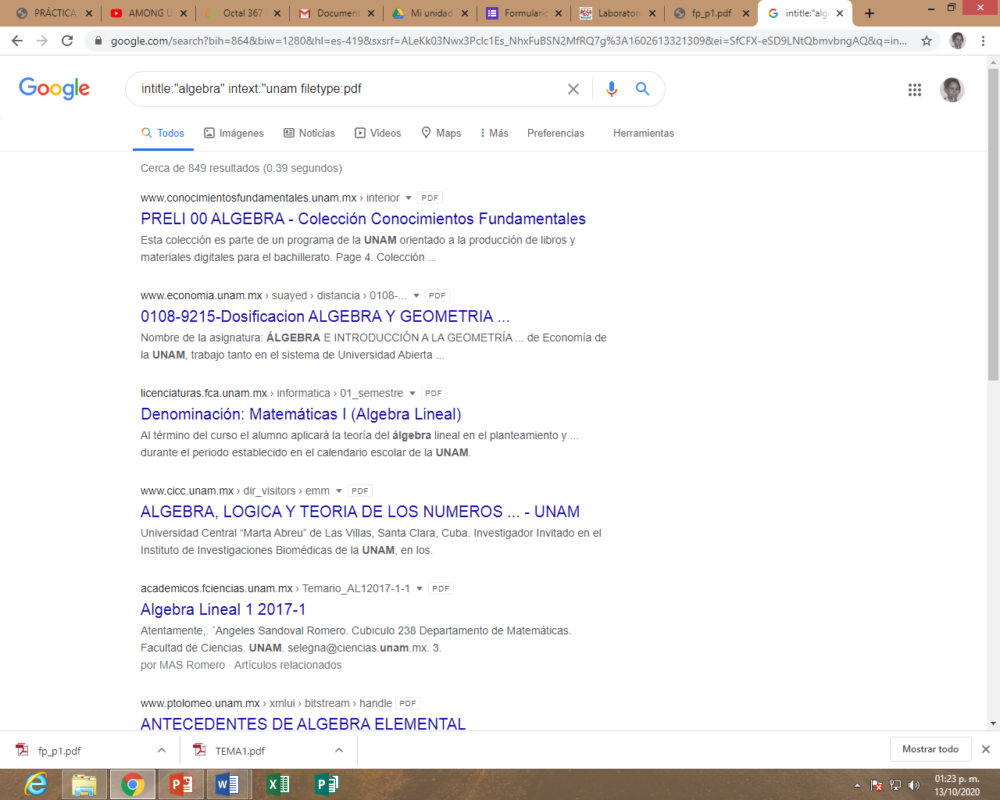 PRÁCTICA
AMONG U
Octal 367
Document
Mi unidad
Formulario
Laboratori
fp_p1.pdf
intitle:"alge
google.com/search?bih=864&biw=1280&hl=es-419&sxsrf=ALeKk03Nwx3Pclc1Es_NhxFuBSN2MfRQ7g%3A1602613321309&ei=SfCFX-eSD9LNtQbmvbngAQ&q=in...
Google
intitle:"algebra" intext:"unam filetype:pdf
Todos
Imágenes
Noticias
Videos
Maps
Más
Preferencias
Herramientas
Cerca de 849 resultados (0.39 segundos)
www.conocimientosfundamentales.unam.mx › interior PDF
PRELI 00 ALGEBRA - Colección Conocimientos Fundamentales
Esta colección es parte de un programa de la UNAM orientado a la producción de libros y
materiales digitales para el bachillerato. Page 4. Colección ...
www.economia.unam.mx › suayed › distancia › 0108-... PDF
0108-9215-Dosificacion ALGEBRA Y GEOMETRIA ...
Nombre de la asignatura: ÁLGEBRA E INTRODUCCIÓN A LA GEOMETRÍA ... de Economía de
la UNAM, trabajo tanto en el sistema de Universidad Abierta ...
licenciaturas.fca.unam.mx › informatica › 01_semestre PDF
Denominación: Matemáticas I (Algebra Lineal)
Al término del curso el alumno aplicará la teoría del álgebra lineal en el planteamiento y ...
durante el periodo establecido en el calendario escolar de la UNAM.
www.cicc.unam.mx › dir_visitors › emm PDF
ALGEBRA, LOGICA Y TEORIA DE LOS NUMEROS ... - UNAM
Universidad Central “Marta Abreu” de Las Villas, Santa Clara, Cuba. Investigador Invitado en el
Instituto de Investigaciones Biomédicas de la UNAM, en los.
academicos.fciencias.unam.mx › Temario_AL12017-1-1 PDF
Algebra Lineal 1 2017-1
Atentamente,. ´Angeles Sandoval Romero. Cubıculo 238 Departamento de Matemáticas.
Facultad de Ciencias. UNAM. selegna@ciencias.unam.mx. 3.
por MAS Romero · Artículos relacionados
www.ptolomeo.unam.mx › xmlui › bitstream › handle PDF
ANTECEDENTES DE ALGEBRA ELEMENTAL
fp_p1.pdf
TEMA1.pdf
Mostrar todo
01:23 p. m.
13/10/2020